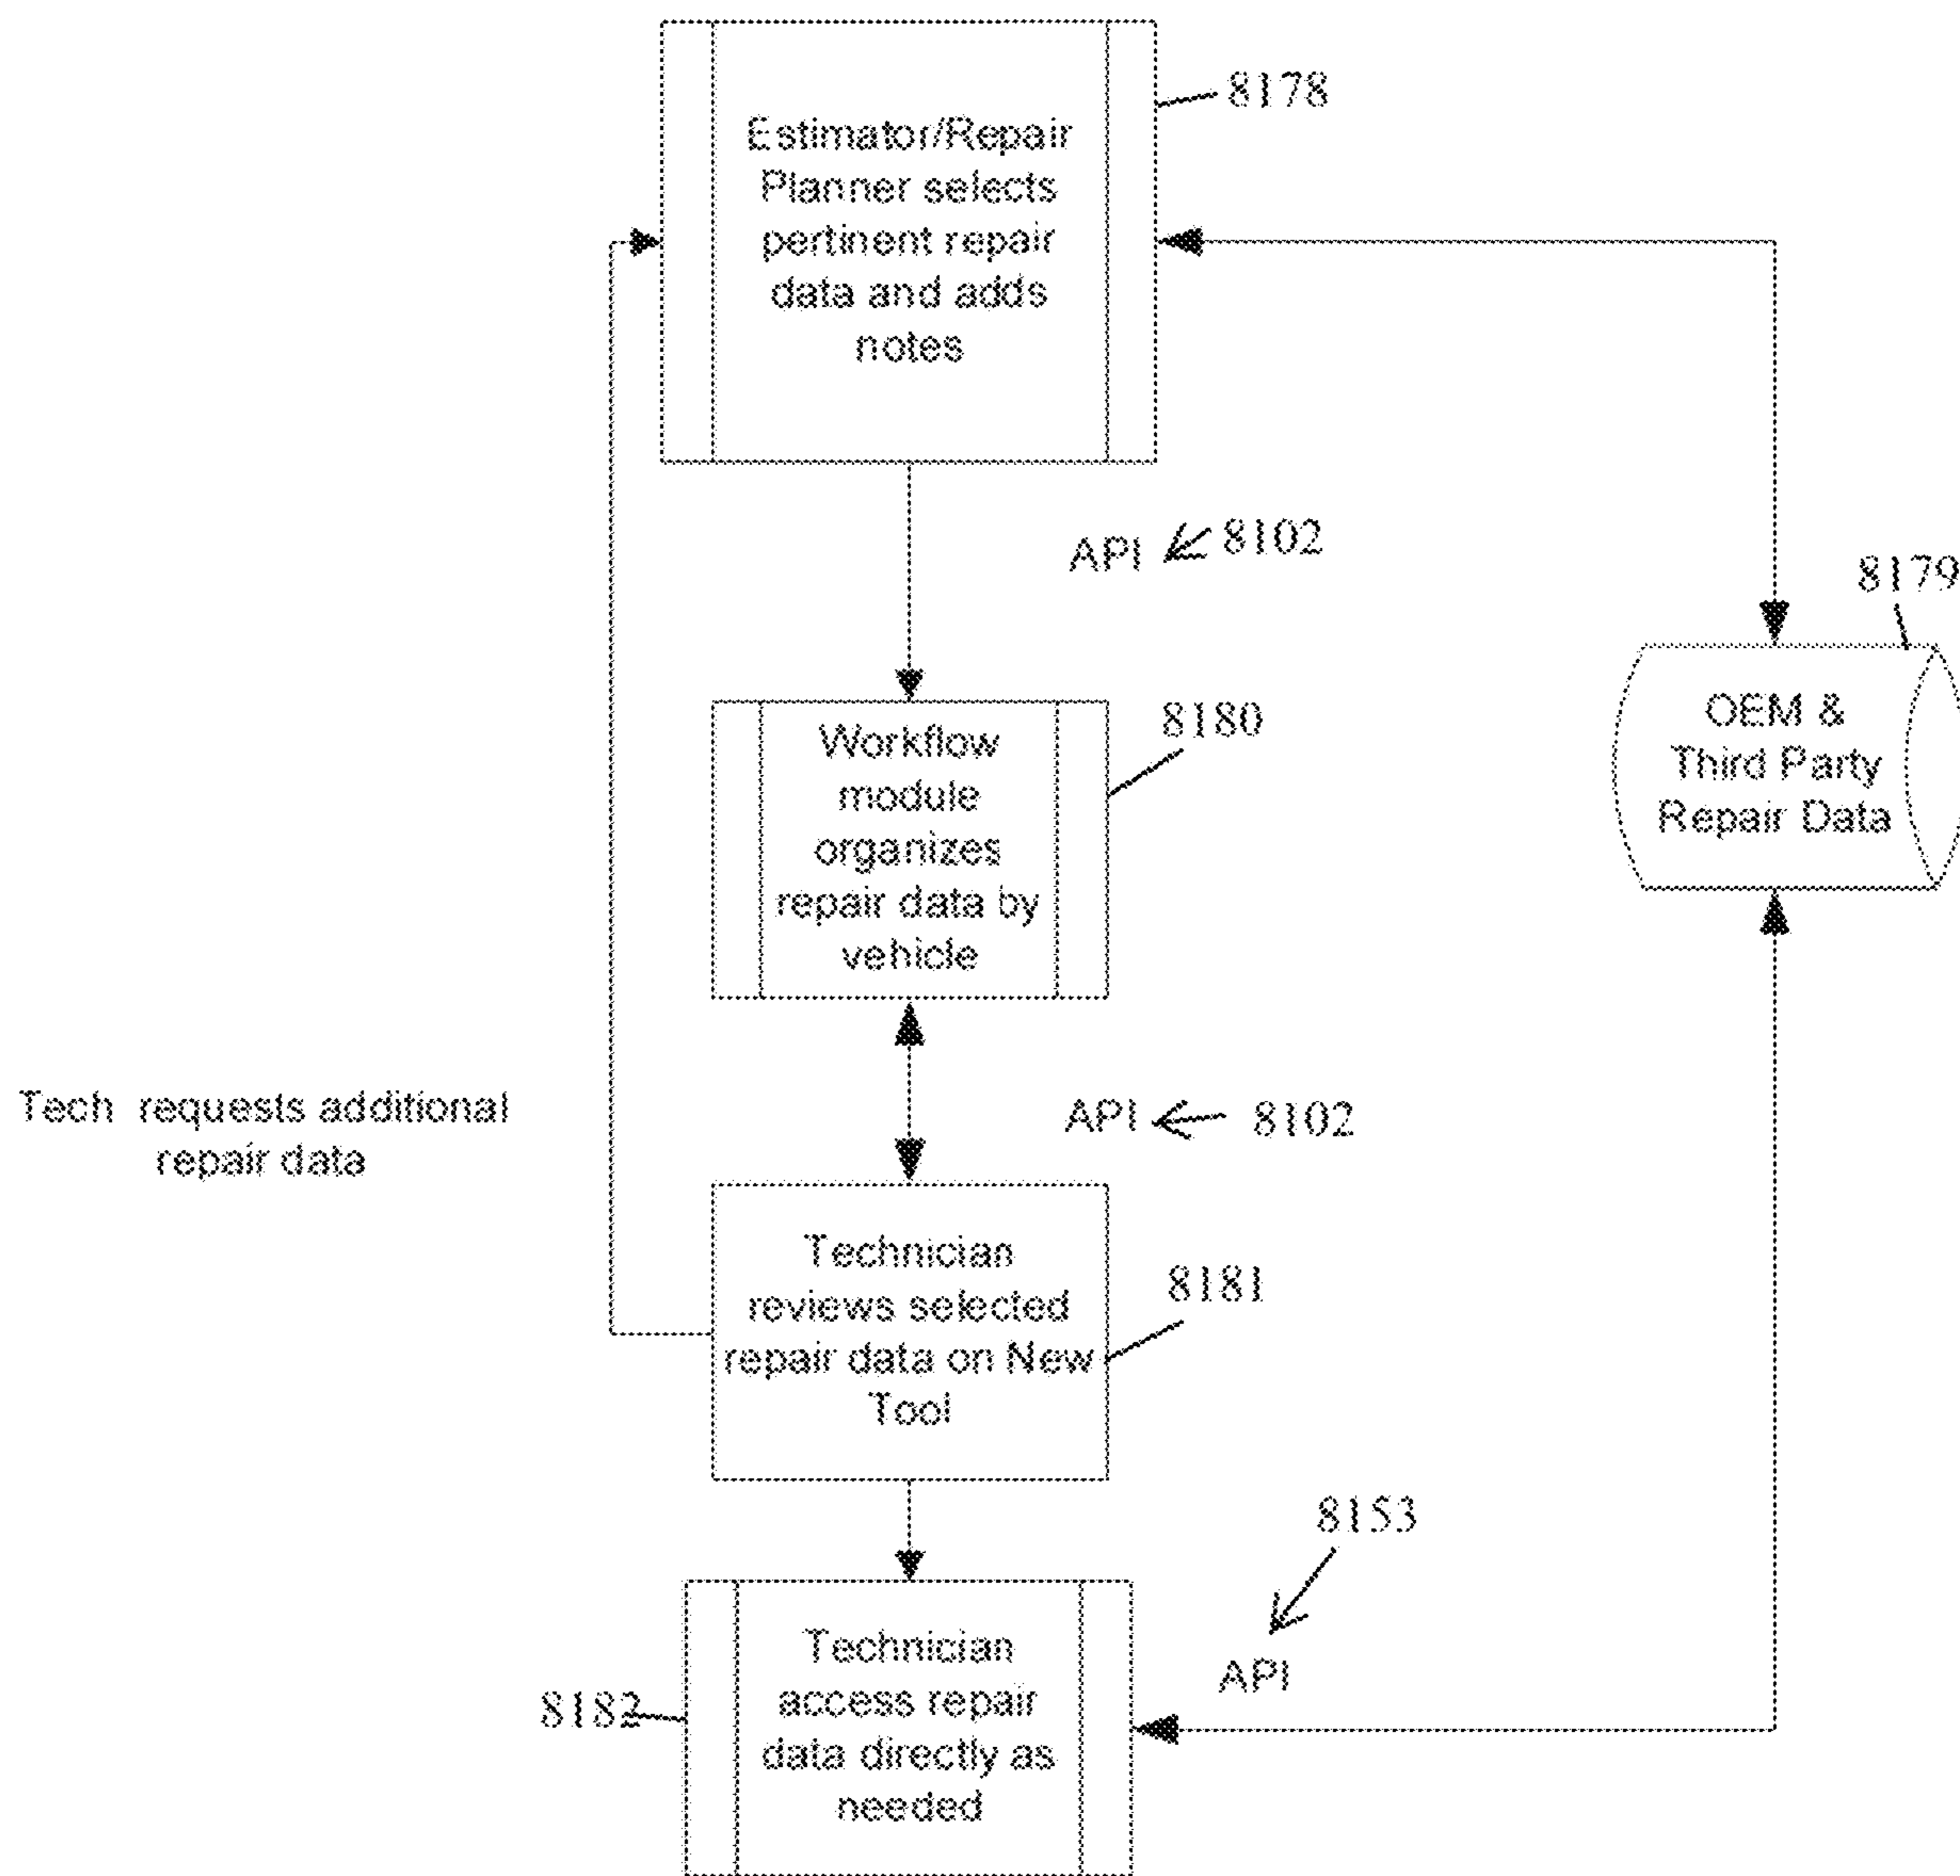 Estimator/Repair
Planner selects
pertinent repair
data and adds
notes
8178
API
8102
8179
OEM &
Third Party
Repair Data
Workflow
module
organizes
repair data by
vehicle
8180
Tech requests additional
repair data
API
8102
Technician
reviews selected
repair data on New
Tool
8181
8153
API
8182
Technician
access repair
data directly as
needed